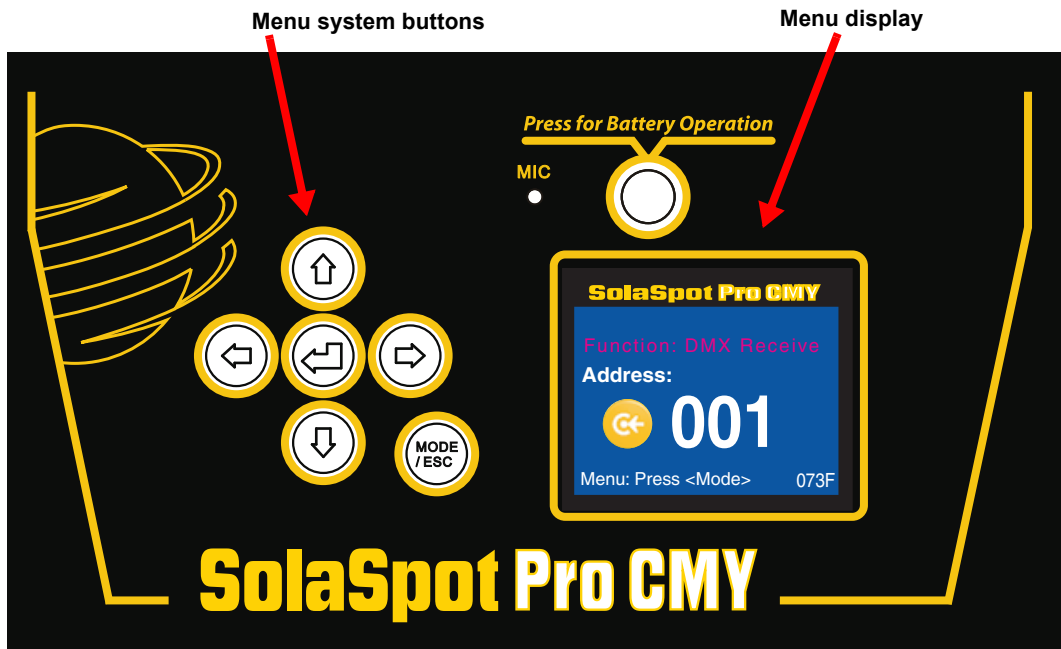 Menu system buttons
Menu display
Press for Battery Operation
MIC
SolaSpot Pro CMY
Function: DMX Receive
Address:
001
Menu: Press <Mode> 073F
MODE
/ESC
SolaSpot Pro CMY